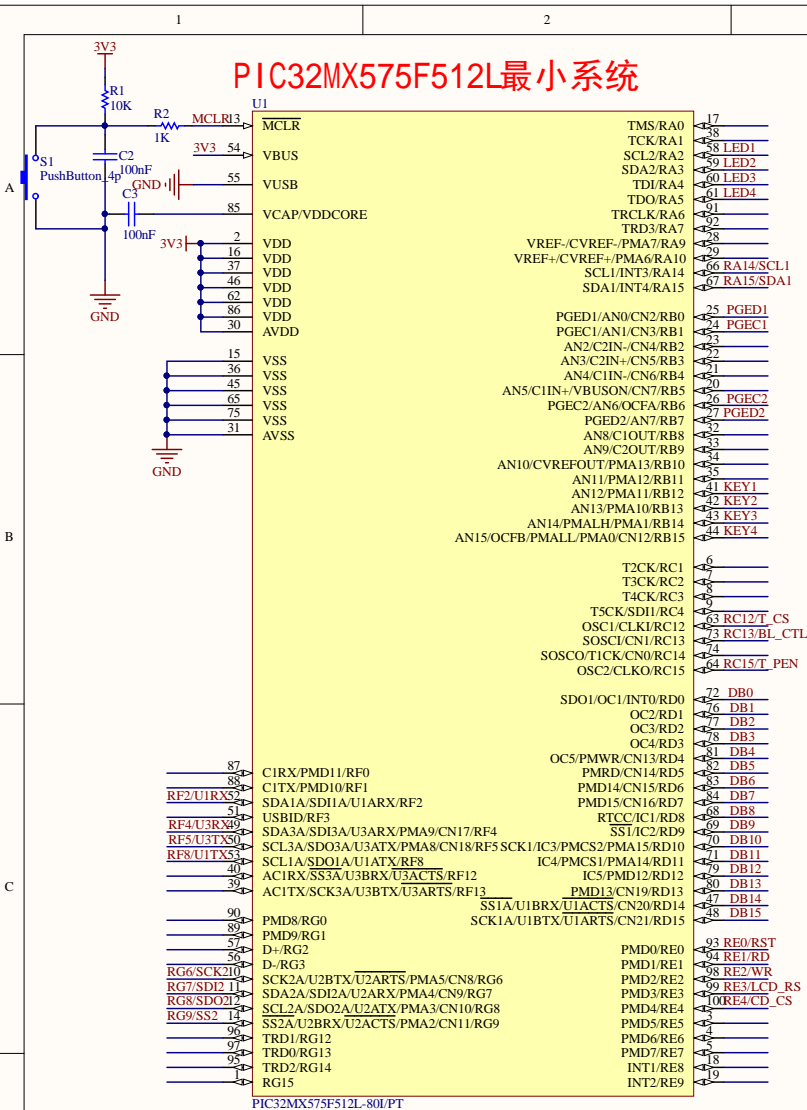 1
2
A
B
C
PIC32MX575F512L最小系统
3V3
R1
10K
R2
1K
MCLR
S1
PushButton_4p
C2
100nF
C3
100nF
GND
3V3
GND
3V3
GND
U1
13 MCLR
54 VBUS
55 VUSB
85 VCAP/VDDCORE
2 VDD
16 VDD
37 VDD
46 VDD
62 VDD
86 VDD
30 AVDD
15 VSS
36 VSS
45 VSS
65 VSS
75 VSS
31 AVSS
87 C1RX/PMD11/RF0
88 C1TX/PMD10/RF1
RF2/U1RX 52 SDA1A/SDI1A/U1ARX/RF2
51 USBID/RF3
RF4/U3RX 49 SDA3A/SDI3A/U3ARX/PMA9/CN17/RF4
RF5/U3TX 50 SCL3A/SDO3A/U3ATX/PMA8/CN18/RF5
RF8/U1TX 53 SCL1A/SDO1A/U1ATX/RF8
40 AC1RX/SS3A/U3BRX/U3ACTS/RF12
39 AC1TX/SCK3A/U3BTX/U3ARTS/RF13
90 PMD8/RG0
89 PMD9/RG1
57 D+/RG2
56 D-/RG3
RG6/SCK2 10 SCK2A/U2BTX/U2ARTS/PMA5/CN8/RG6
RG7/SDI2 11 SDA2A/SDI2A/U2ARX/PMA4/CN9/RG7
RG8/SDO2 12 SCL2A/SDO2A/U2ATX/PMA3/CN10/RG8
RG9/SS2 14 SS2A/U2BRX/U2ACTS/PMA2/CN11/RG9
96 TRD1/RG12
97 TRD0/RG13
95 TRD2/RG14
1 RG15
TMS/RA0 17
TCK/RA1 38
SCL2/RA2 58 LED1
SDA2/RA3 59 LED2
TDI/RA4 60 LED3
TDO/RA5 61 LED4
TRCLK/RA6 91
TRD3/RA7 92
VREF-/CVREF-/PMA7/RA9 28
VREF+/CVREF+/PMA6/RA10 29
SCL1/INT3/RA14 66 RA14/SCL1
SDA1/INT4/RA15 67 RA15/SDA1
PGED1/AN0/CN2/RB0 25 PGED1
PGEC1/AN1/CN3/RB1 24 PGEC1
AN2/C2IN-/CN4/RB2 23
AN3/C2IN+/CN5/RB3 22
AN4/C1IN-/CN6/RB4 21
AN5/C1IN+/VBUSON/CN7/RB5 20
PGEC2/AN6/OCFA/RB6 26 PGEC2
PGED2/AN7/RB7 27 PGED2
AN8/C1OUT/RB8 32
AN9/C2OUT/RB9 33
AN10/CVREFOUT/PMA13/RB10 34
AN11/PMA12/RB11 35
AN12/PMA11/RB12 41 KEY1
AN13/PMA10/RB13 42 KEY2
AN14/PMALH/PMA1/RB14 43 KEY3
AN15/OCFB/PMALL/PMA0/CN12/RB15 44 KEY4
T2CK/RC1 6
T3CK/RC2 7
T4CK/RC3 8
T5CK/SDI1/RC4 9
OSC1/CLKI/RC12 63 RC12/T_CS
SOSCI/CN1/RC13 73 RC13/BL_CTL
SOSCO/T1CK/CN0/RC14 74
OSC2/CLKO/RC15 64 RC15/T_PEN
SDO1/OC1/INT0/RD0 72 DB0
OC2/RD1 76 DB1
OC3/RD2 77 DB2
OC4/RD3 78 DB3
OC5/PMWR/CN13/RD4 81 DB4
PMRD/CN14/RD5 82 DB5
PMD14/CN15/RD6 83 DB6
PMD15/CN16/RD7 84 DB7
RTCC/IC1/RD8 68 DB8
SS1/IC2/RD9 69 DB9
SCK1/IC3/PMCS2/PMA15/RD10 70 DB10
IC4/PMCS1/PMA14/RD11 71 DB11
IC5/PMD12/RD12 79 DB12
PMD13/CN19/RD13 80 DB13
SS1A/U1BRX/U1ACTS/CN20/RD14 47 DB14
SCK1A/U1BTX/U1ARTS/CN21/RD15 48 DB15
PMD0/RE0 93 RE0/RST
PMD1/RE1 94 RE1/RD
PMD2/RE2 98 RE2/WR
PMD3/RE3 99 RE3/LCD_RS
PMD4/RE4 100 RE4/CD_CS
PMD5/RE5 3
PMD6/RE6 4
PMD7/RE7 5
INT1/RE8 18
INT2/RE9 19
PIC32MX575F512L-80I/PT